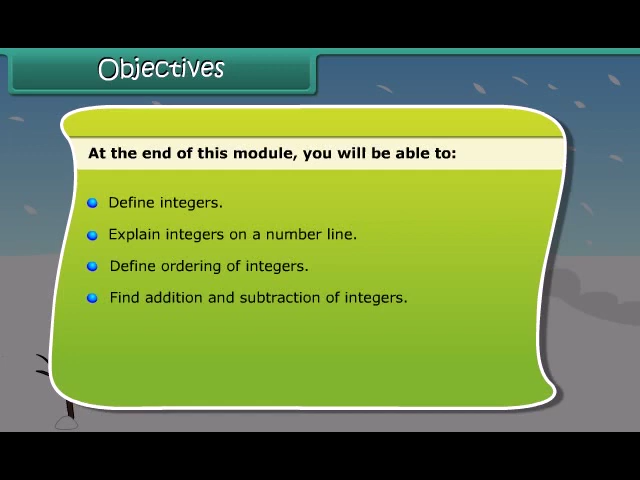 Objectives
At the end of this module, you will be able to:
Define integers.
Explain integers on a number line.
Define ordering of integers.
Find addition and subtraction of integers.